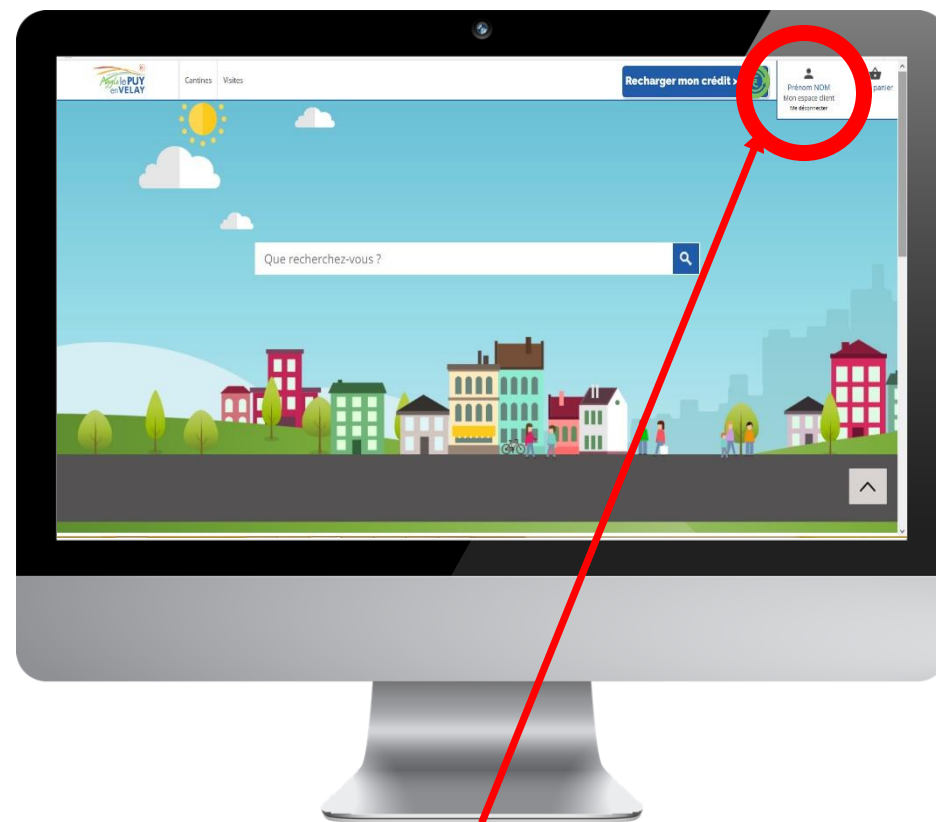 Agglo le PUY
en VELAY
Cantines Visites
Recharger mon crédit >
Prénom NOM
Mon espace client
Me déconnecter
panier
Que recherchez-vous ?